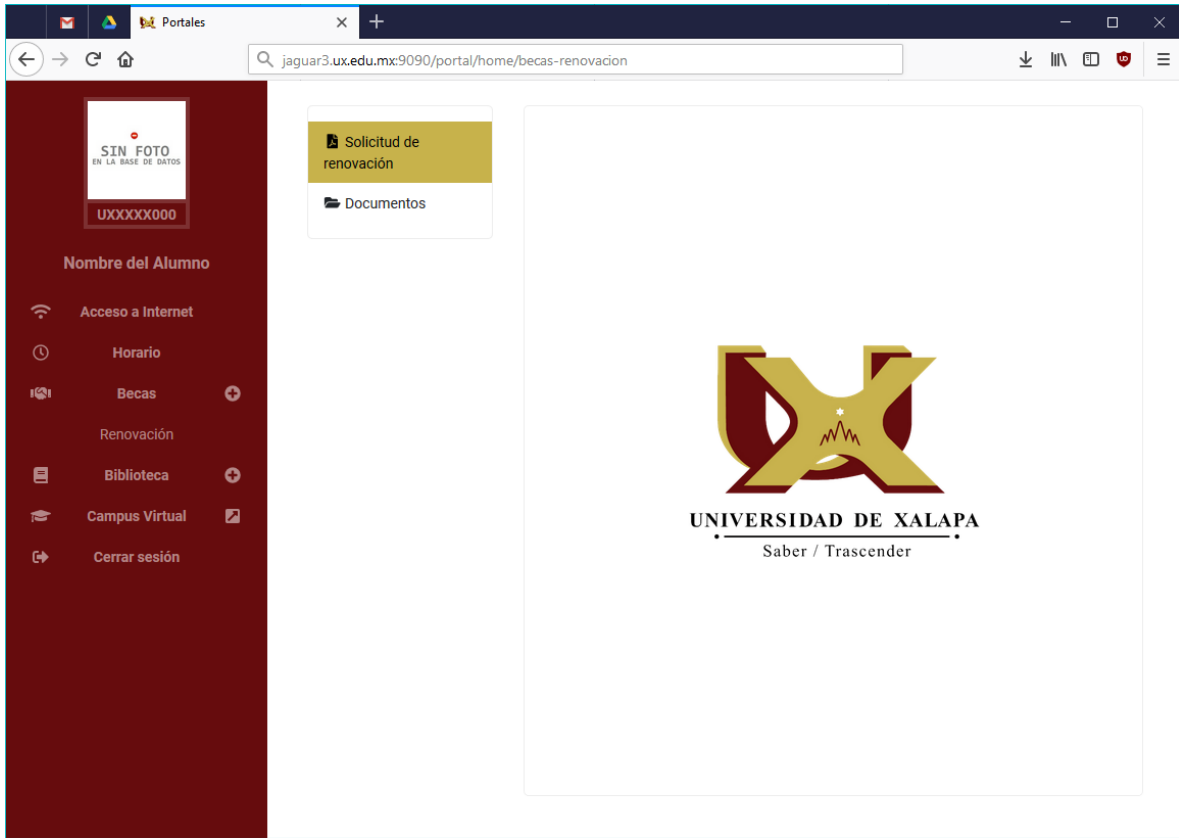 Portales
jaguar3.ux.edu.mx:9090/portal/home/becas-renovacion
SIN FOTO
EN LA BASE DE DATOS
UXXXXX000
Nombre del Alumno
Acceso a Internet
Horario
Becas
Renovación
Biblioteca
Campus Virtual
Cerrar sesión
Solicitud de
renovación
Documentos
UNIVERSIDAD DE XALAPA
Saber / Trascender